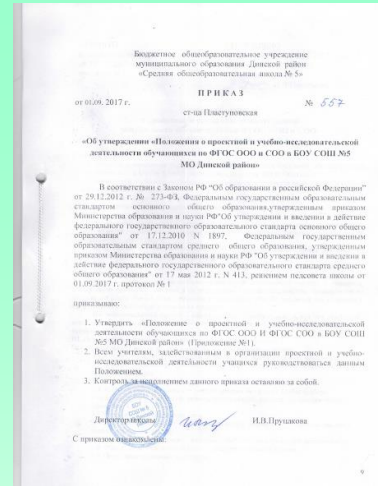 Бюджетное общеобразовательное учреждение
муниципального образования Динской район
«Средняя общеобразовательная школа № 5»
П Р И К А З
от 01.09. 2017 г. № 557
ст-ца Пластуновская
«Об утверждении «Положения о проектной и учебно-исследовательской
деятельности обучающихся по ФГОС ООО и СОО в БОУ СОШ №5
МО Динской район»
В соответствии с Законом РФ "Об образовании в российской Федерации"
от 29.12.2012 г. № 273-ФЗ, Федеральным государственным образовательным
стандартом основного общего образования,утвержденным приказом
Министерства образования и науки РФ"Об утверждении и введении в действие
федерального государственного образовательного стандарта основного общего
образования" от 17.12.2010 N 1897, Федеральным государственным
образовательным стандартом среднего общего образования, утвержденным
приказом Министерства образования и науки РФ "Об утверждении и введении в
действие федерального государственного образовательного стандарта среднего
общего образования" от 17 мая 2012 г. N 413, решением педсовета школы от
01.09.2017 г. протокол № 1
приказываю:
1. Утвердить «Положение о проектной и учебно-исследовательской
деятельности обучающихся по ФГОС ООО И ФГОС СОО в БОУ СОШ
№5 МО Динской район» (Приложение №1).
2. Всем учителям, задействованным в организации проектной и учебно-
исследовательской деятельности учащихся руководствоваться данным
Положением.
3. Контроль за исполнением данного приказа оставляю за собой.
Директор школы И.В.Пруцакова
С приказом ознакомлены:
9